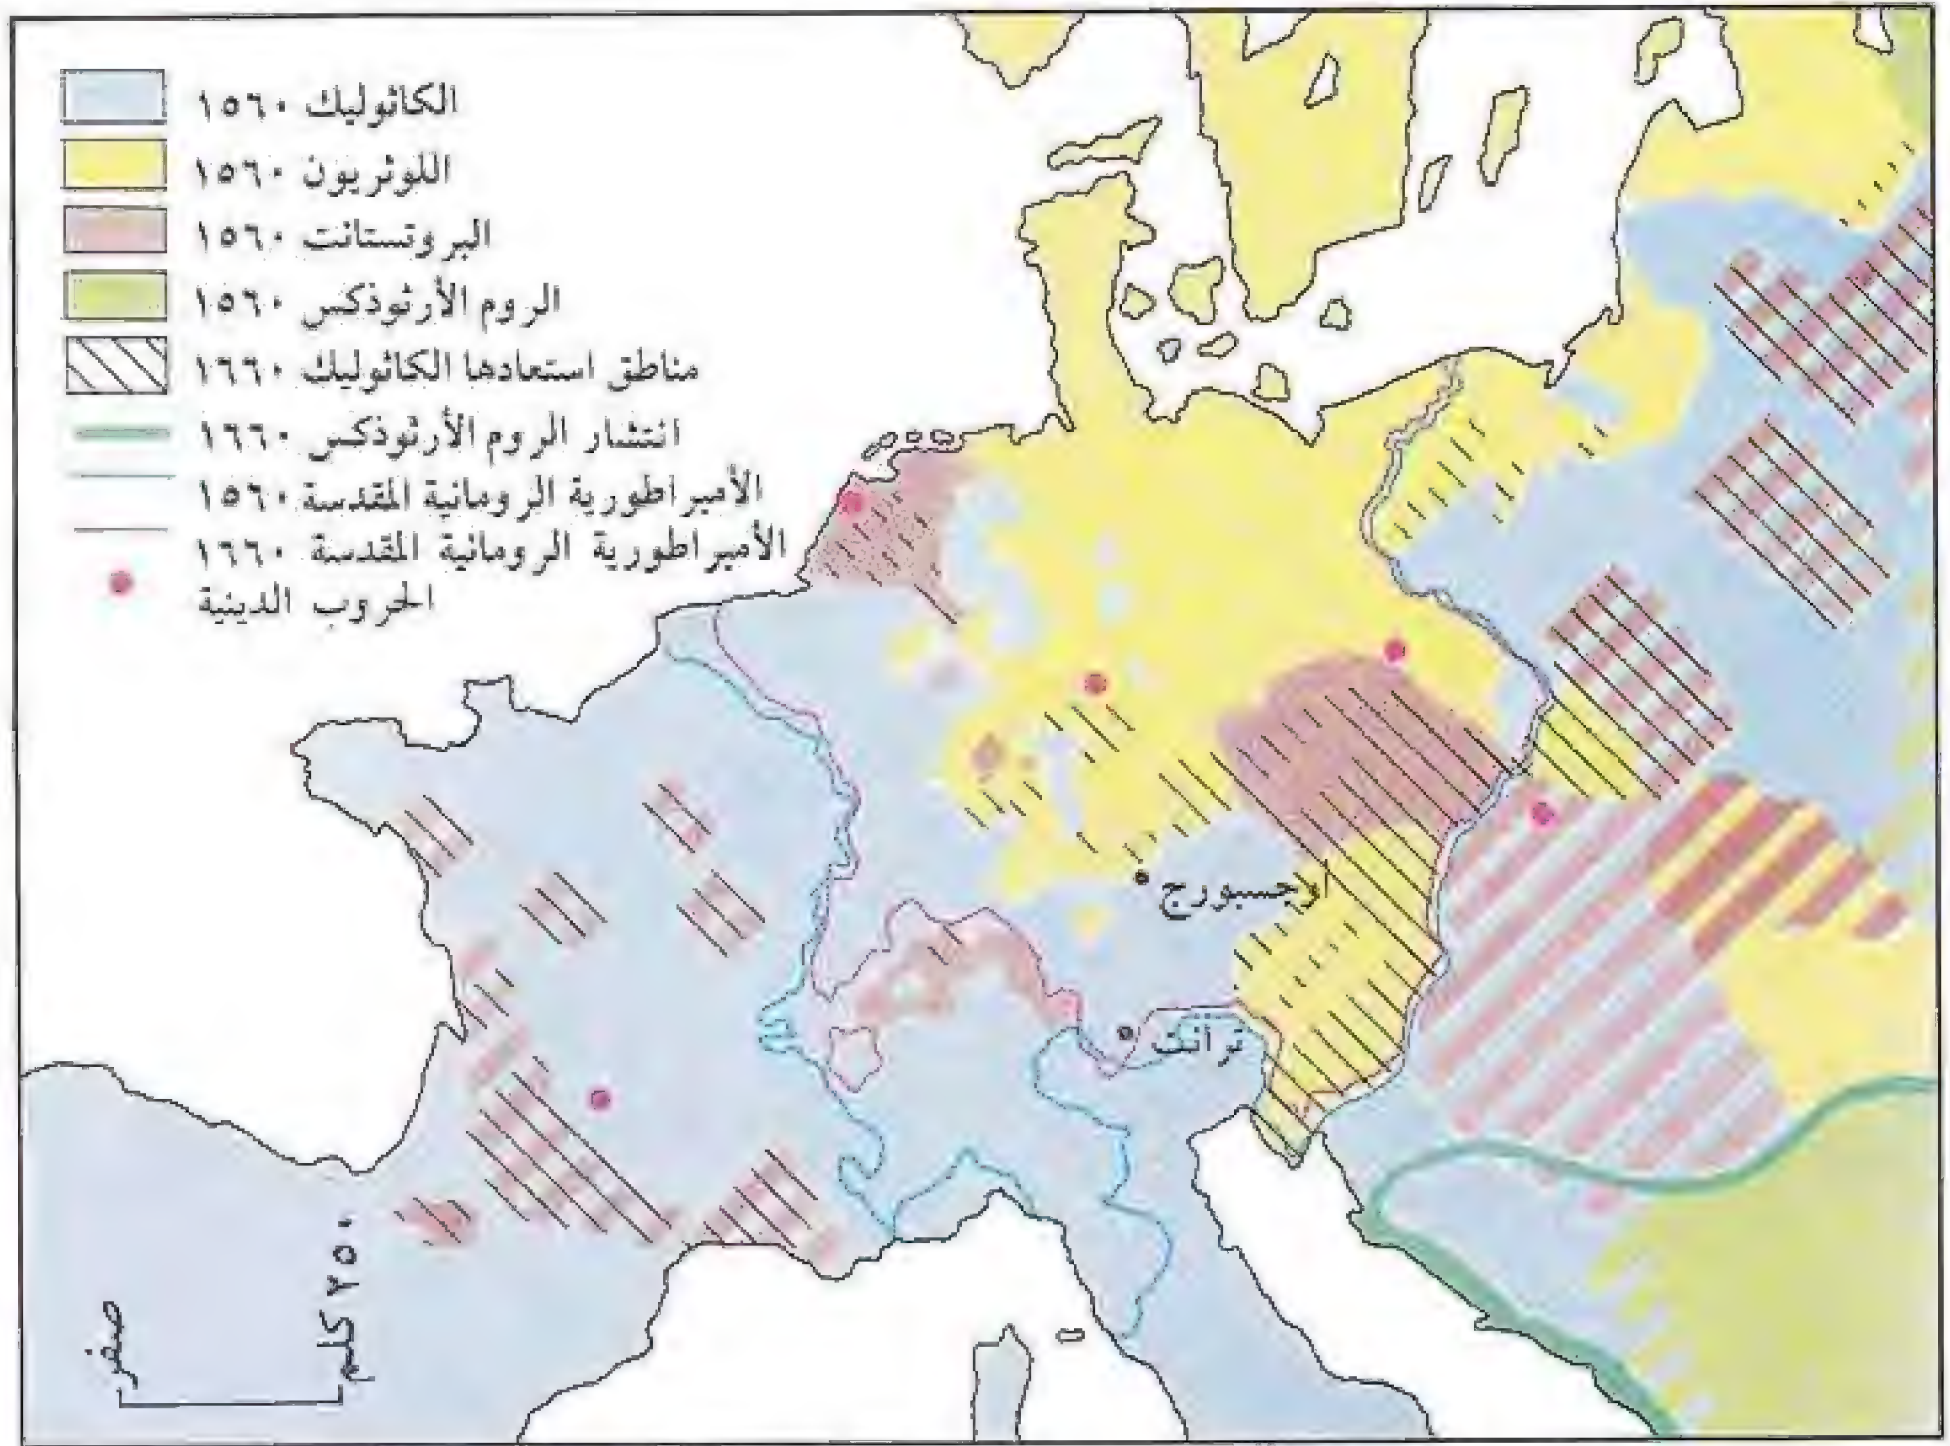 الكاثوليك ١٥٦٠
اللوثريون ١٥٦٠
البروتستانت ١٥٦٠
الروم الأرثوذكس ١٥٦٠
مناطق استعادها الكاثوليك ١٦٦٠
انتشار الروم الأرثوذكس ١٦٦٠
الأمبراطورية الرومانية المقدسة ١٥٦٠
الأمبراطورية الرومانية المقدسة ١٦٦٠
الحروب الدينية
اوجسبورج
ترانت
صفر
٢٥٠ كلم